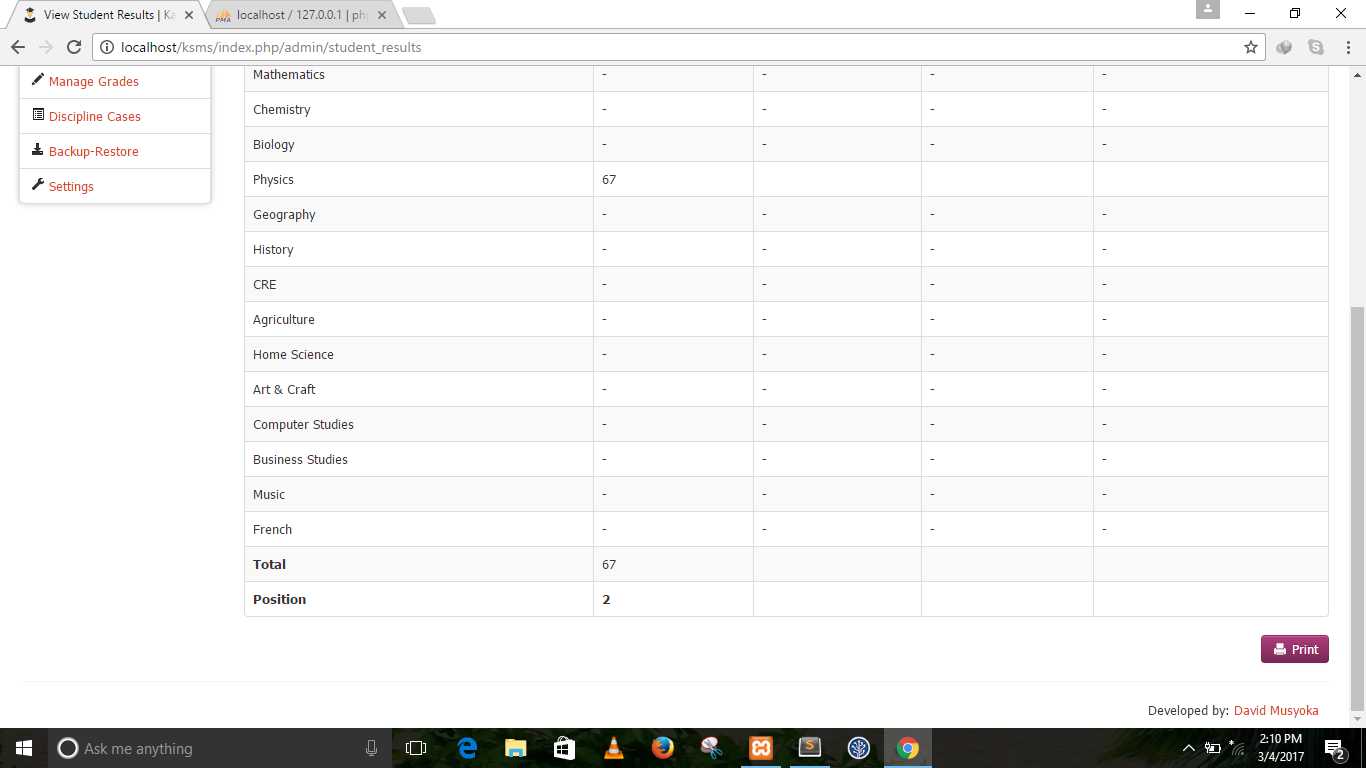 View Student Results | Ka
localhost / 127.0.0.1 | ph
localhost/ksms/index.php/admin/student_results
Manage Grades
Discipline Cases
Backup-Restore
Settings
Mathematics - - - -
Chemistry - - - -
Biology - - - -
Physics 67
Geography - - - -
History - - - -
CRE - - - -
Agriculture - - - -
Home Science - - - -
Art & Craft - - - -
Computer Studies - - - -
Business Studies - - - -
Music - - - -
French - - - -
Total 67
Position 2
Print
Developed by: David Musyoka
Ask me anything
2:10 PM
3/4/2017
2